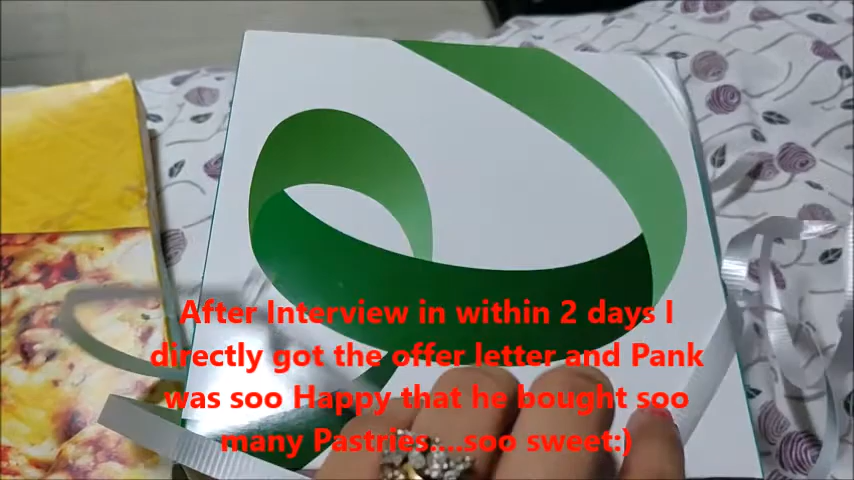 After Interview in within 2 days I
directly got the offer letter and Pank
was soo Happy that he bought soo
many Pastries....soo sweet:)